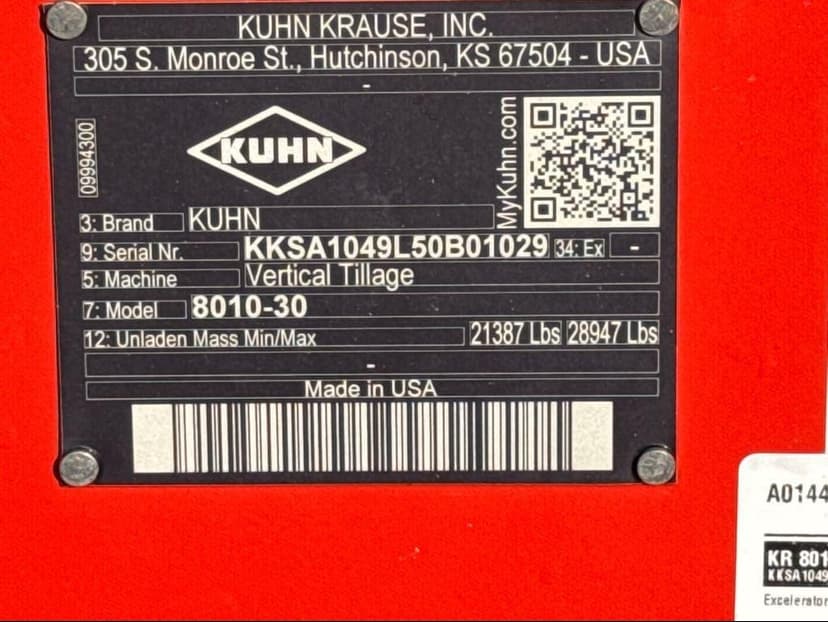 KUHN KRAUSE, INC.
305 S. Monroe St., Hutchinson, KS 67504 - USA
-
09994300
KUHN
MyKuhn.com
3: Brand KUHN
9: Serial Nr. KKSA1049L50B01029 34: Ex -
5: Machine Vertical Tillage
7: Model 8010-30
12: Unladen Mass Min/Max 21387 Lbs 28947 Lbs
-
Made in USA
A0144
KR 801
KKSA1049
Excelerator